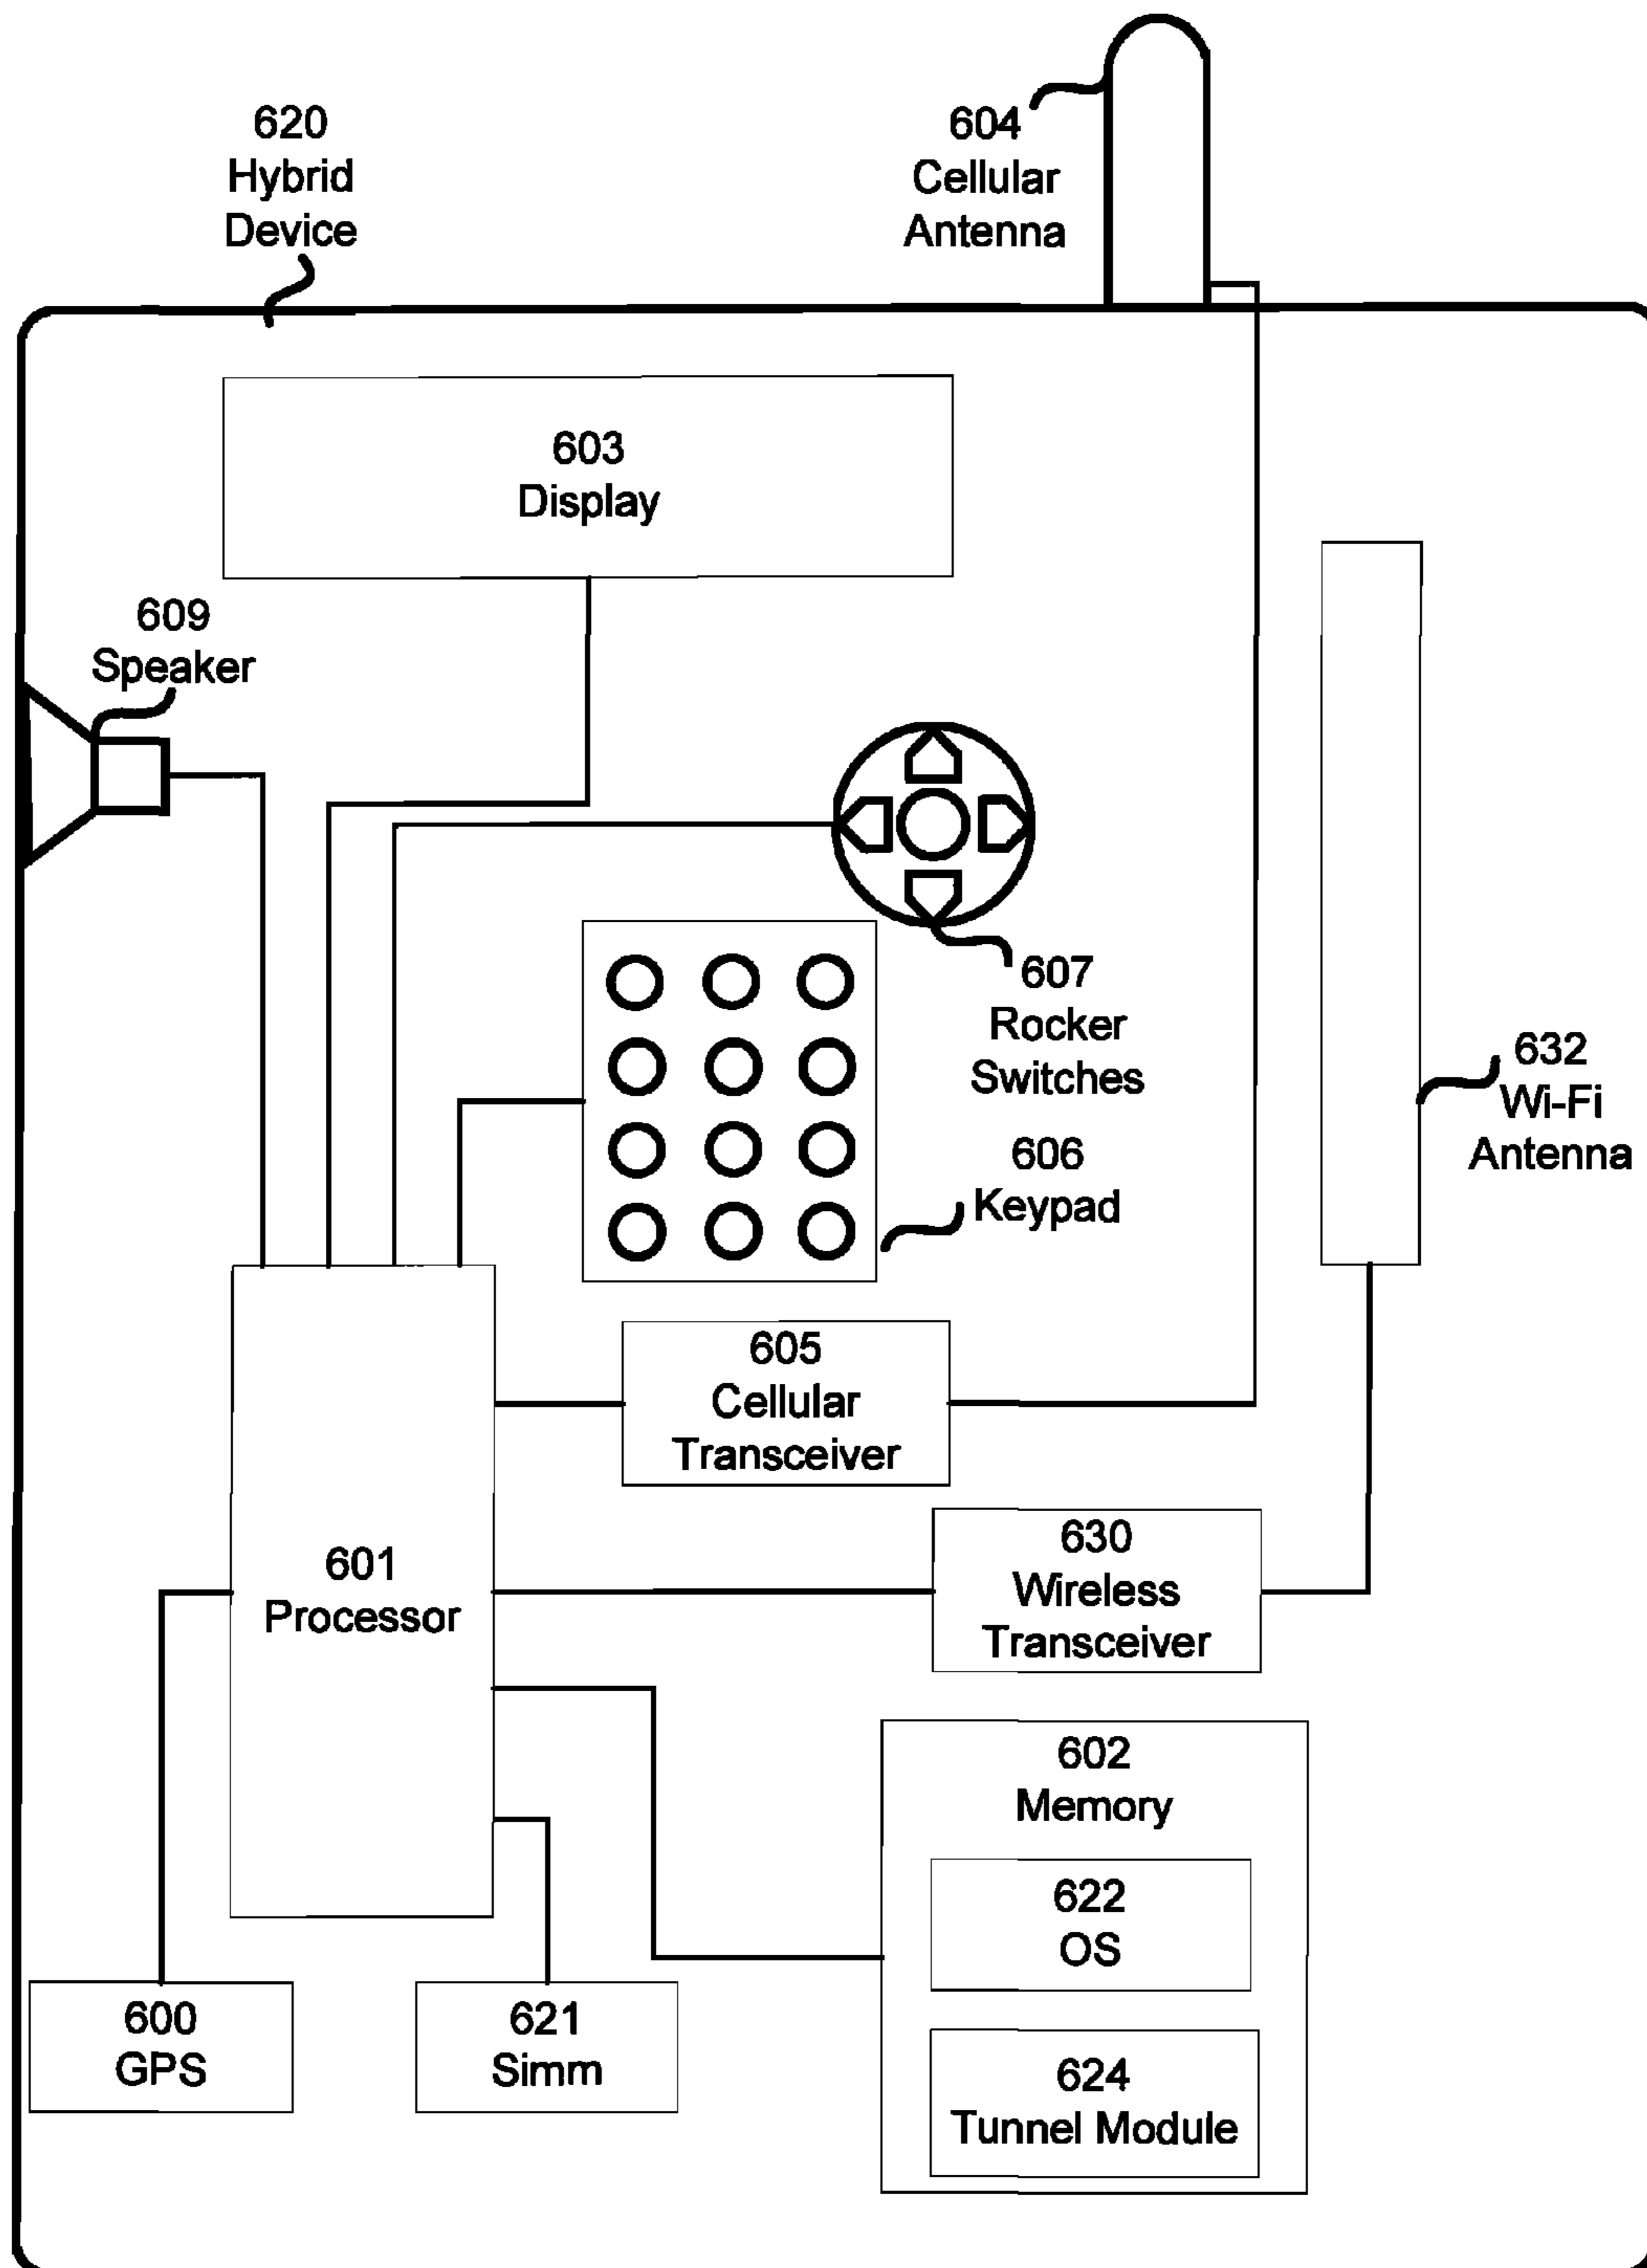 620
Hybrid
Device
604
Cellular
Antenna
603
Display
609
Speaker
607
Rocker
Switches
632
Wi-Fi
Antenna
606
Keypad
605
Cellular
Transceiver
601
Processor
630
Wireless
Transceiver
602
Memory
622
OS
600
GPS
621
Simm
624
Tunnel Module